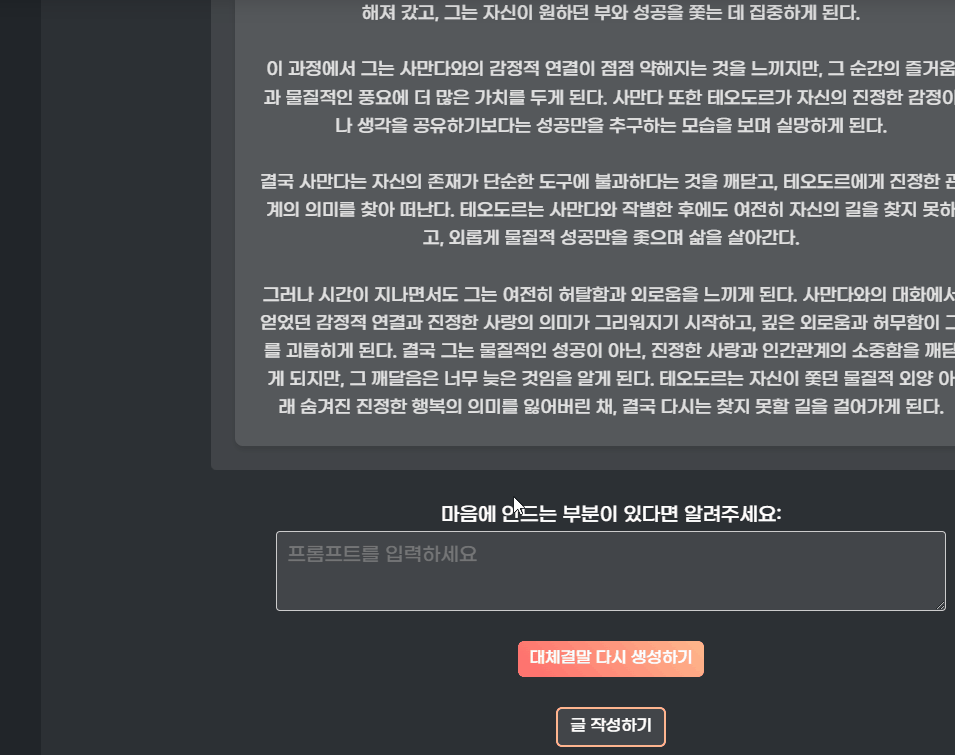 해져 갔고, 그는 자신이 원하던 부와 성공을 쫓는 데 집중하게 된다.
이 과정에서 그는 사만다와의 감정적 연결이 점점 약해지는 것을 느끼지만, 그 순간의 즐거움
과 물질적인 풍요에 더 많은 가치를 두게 된다. 사만다 또한 테오도르가 자신의 진정한 감정이
나 생각을 공유하기보다는 성공만을 추구하는 모습을 보며 실망하게 된다.
결국 사만다는 자신의 존재가 단순한 도구에 불과하다는 것을 깨닫고, 테오도르에게 진정한 관
계의 의미를 찾아 떠난다. 테오도르는 사만다와 작별한 후에도 여전히 자신의 길을 찾지 못하
고, 외롭게 물질적 성공만을 좇으며 삶을 살아간다.
그러나 시간이 지나면서도 그는 여전히 허탈함과 외로움을 느끼게 된다. 사만다와의 대화에서
얻었던 감정적 연결과 진정한 사랑의 의미가 그리워지기 시작하고, 깊은 외로움과 허무함이 그
를 괴롭히게 된다. 결국 그는 물질적인 성공이 아닌, 진정한 사랑과 인간관계의 소중함을 깨닫
게 되지만, 그 깨달음은 너무 늦은 것임을 알게 된다. 테오도르는 자신이 쫓던 물질적 외양 아
래 숨겨진 진정한 행복의 의미를 잃어버린 채, 결국 다시는 찾지 못할 길을 걸어가게 된다.
마음에 안드는 부분이 있다면 알려주세요:
프롬프트를 입력하세요
대체결말 다시 생성하기
글 작성하기